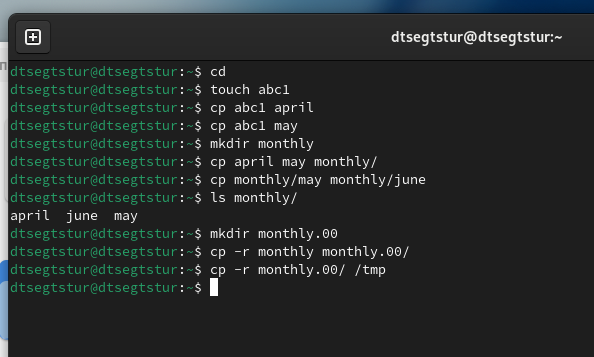 dtsegtstur@dtsegtstur:~
dtsegtstur@dtsegtstur:~$ cd
dtsegtstur@dtsegtstur:~$ touch abc1
dtsegtstur@dtsegtstur:~$ cp abc1 april
dtsegtstur@dtsegtstur:~$ cp abc1 may
dtsegtstur@dtsegtstur:~$ mkdir monthly
dtsegtstur@dtsegtstur:~$ cp april may monthly/
dtsegtstur@dtsegtstur:~$ cp monthly/may monthly/june
dtsegtstur@dtsegtstur:~$ ls monthly/
april  june  may
dtsegtstur@dtsegtstur:~$ mkdir monthly.00
dtsegtstur@dtsegtstur:~$ cp -r monthly monthly.00/
dtsegtstur@dtsegtstur:~$ cp -r monthly.00/ /tmp
dtsegtstur@dtsegtstur:~$